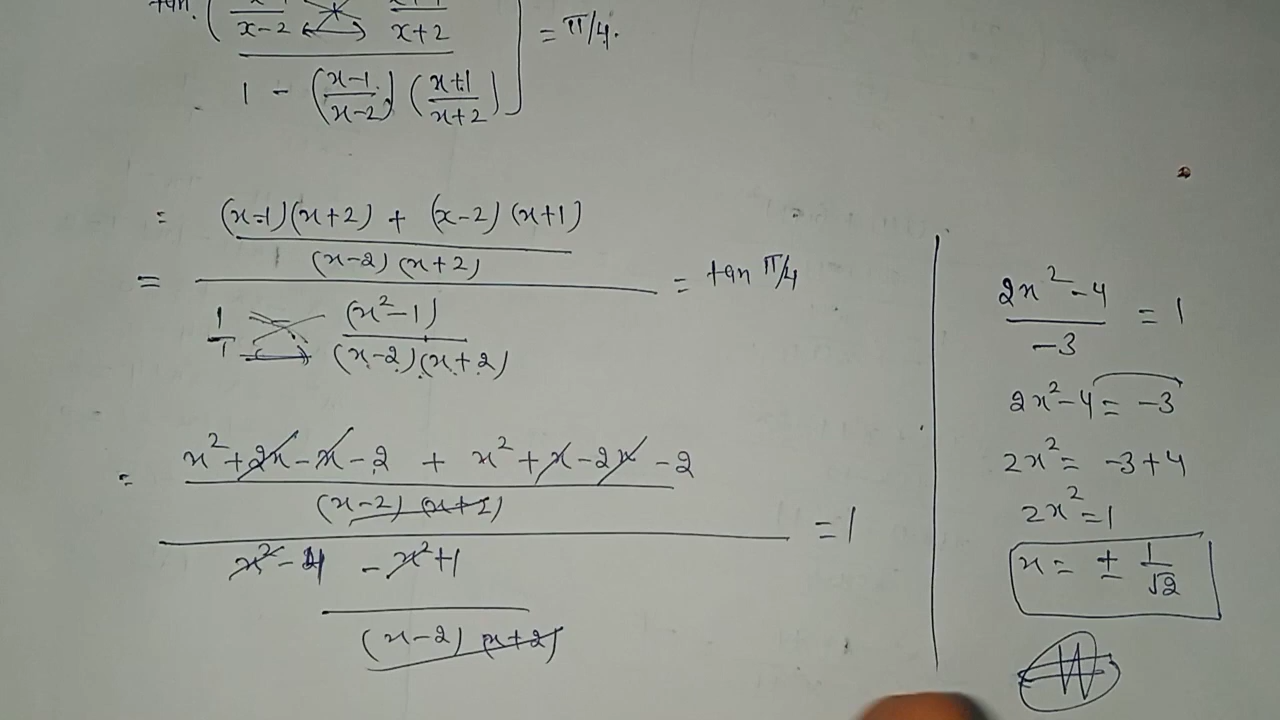 x-2 x+2 = π/4.
1 - (x-1/x-2) (x+1/x+2)
= (x-1)(x+2) + (x-2)(x+1)
(x-2)(x+2)
= = tan π/4
1/1 (x²-1)/(x-2)(x+2)
= x²+2x-x-2 + x²+x-2x-2
(x-2)(x+2)
= 1
x²-4 -x²+1
(x-2)(x+2)
2x²-4/-3 = 1
2x²-4 = -3
2x² = -3+4
2x² = 1
x = ± 1/√2